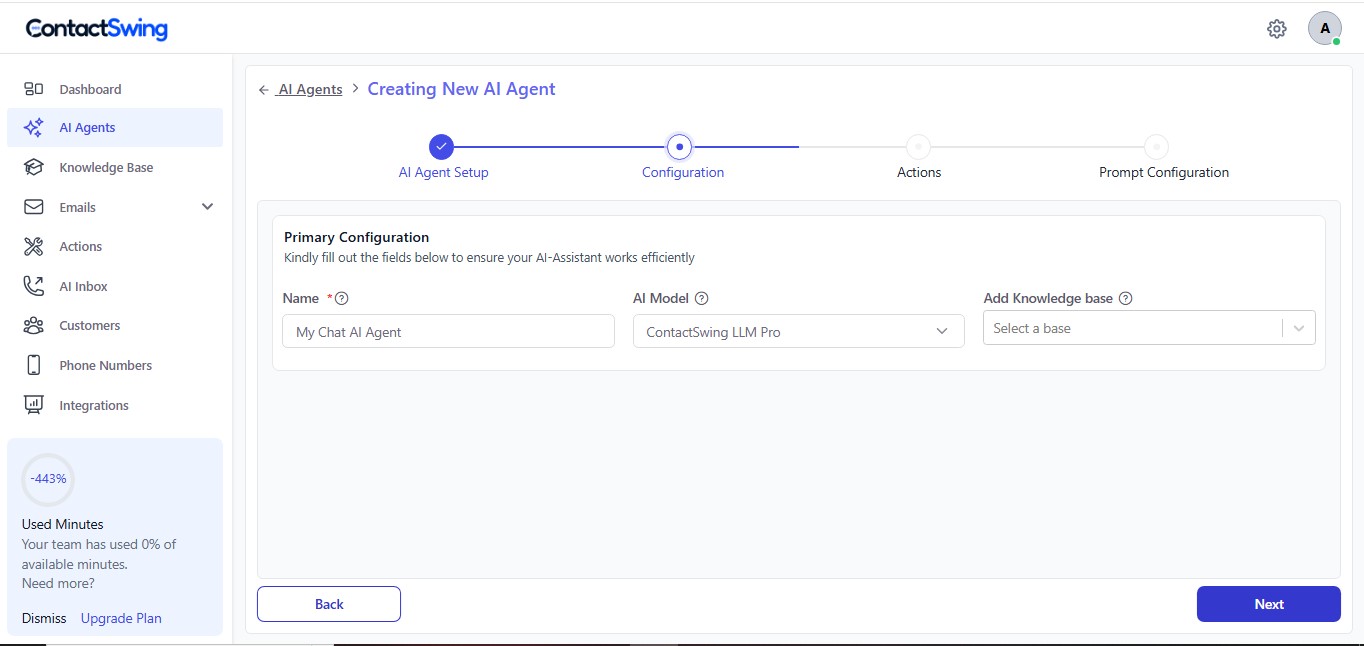 ContactSwing
A
Dashboard
AI Agents
Knowledge Base
Emails
Actions
AI Inbox
Customers
Phone Numbers
Integrations
-443%
Used Minutes
Your team has used 0% of
available minutes.
Need more?
Dismiss Upgrade Plan
← AI Agents > Creating New AI Agent
AI Agent Setup
Configuration
Actions
Prompt Configuration
Primary Configuration
Kindly fill out the fields below to ensure your AI-Assistant works efficiently
Name * ?
My Chat AI Agent
AI Model ?
ContactSwing LLM Pro
Add Knowledge base ?
Select a base
Back
Next